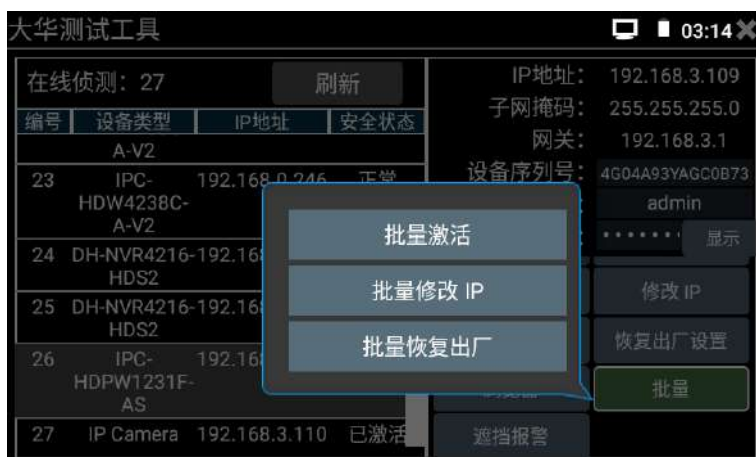 大华测试工具
03:14
在线侦测：27
刷新
编号 设备类型 IP地址 安全状态
A-V2
23 IPC-HDW4238C-A-V2 192.168.0.246 正常
24 DH-NVR4216-HDS2 192.16
25 DH-NVR4216-HDS2 192.16
26 IPC-HDPW1231F-AS 192.16
27 IP Camera 192.168.3.110 已激活
IP地址： 192.168.3.109
子网掩码： 255.255.255.0
网关： 192.168.3.1
设备序列号： 4G04A93YAGC0B73
admin
显示
修改 IP
恢复出厂设置
批量
遮挡报警
批量激活
批量修改 IP
批量恢复出厂